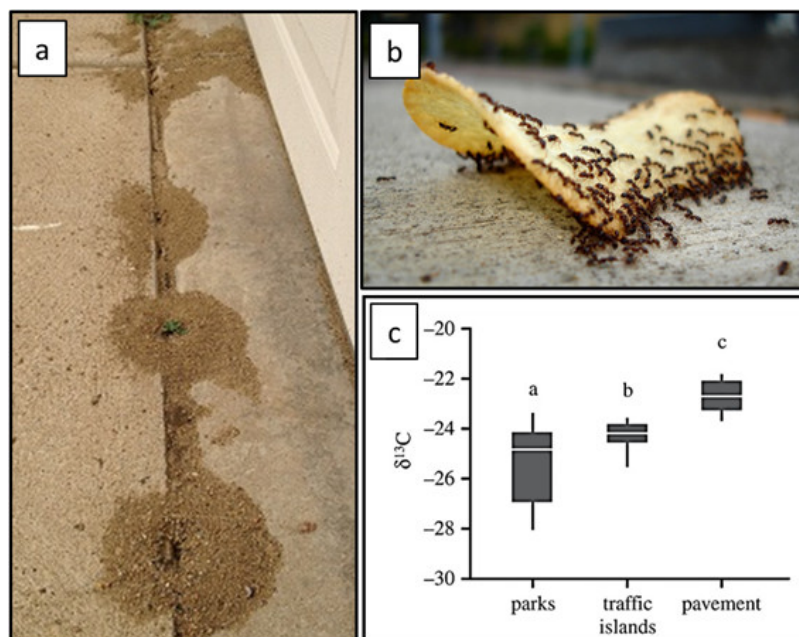 a
b
c
−20
−22
−24
−26
−28
−30
δ¹³C
a
b
c
parks
traffic
islands
pavement